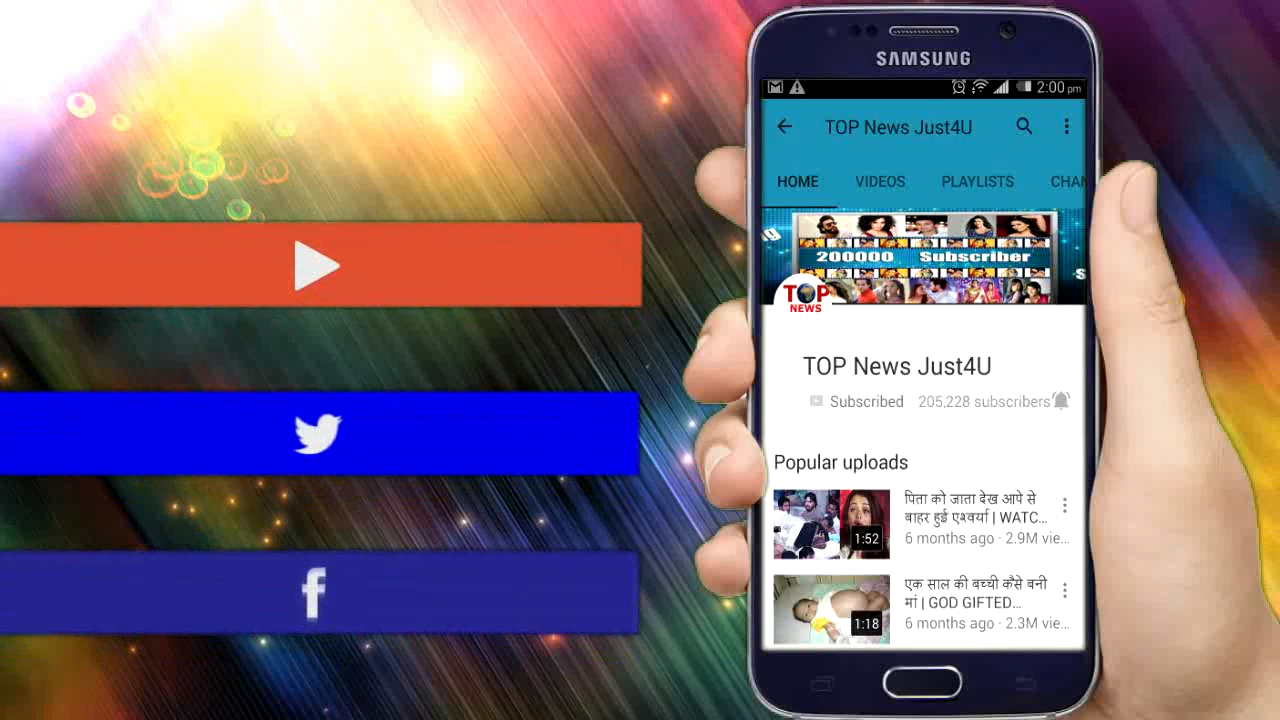 SAMSUNG
2:00 pm
TOP News Just4U
HOME VIDEOS PLAYLISTS CHAN
200000 Subscriber
TOP
NEWS
TOP News Just4U
Subscribed 205,228 subscribers
Popular uploads
पिता को जाता देख आपे से
बाहर हुई एश्वर्या | WATC...
6 months ago · 2.9M vie...
1:52
एक साल की बच्ची कैसे बनी
मां | GOD GIFTED...
6 months ago · 2.3M vie...
1:18